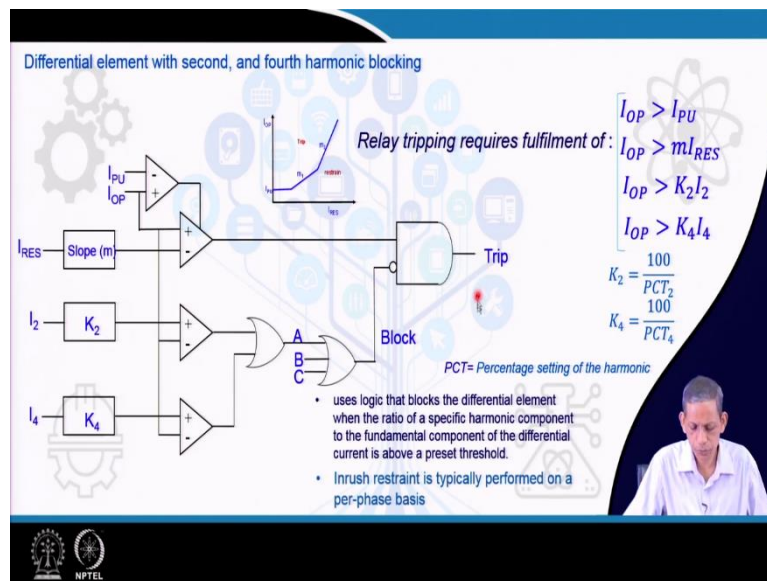 Differential element with second, and fourth harmonic blocking
I_PU
I_OP
I_RES
Slope (m)
I_2
K_2
I_4
K_4
+
-
+
-
+
-
+
-
I_OP
Trip
m_2
m_1
restrain
I_PU
I_RES
A
B
C
Block
Trip
Relay tripping requires fulfilment of :
I_OP > I_PU
I_OP > mI_RES
I_OP > K_2I_2
I_OP > K_4I_4
K_2 = 100/PCT_2
K_4 = 100/PCT_4
PCT= Percentage setting of the harmonic
• uses logic that blocks the differential element
when the ratio of a specific harmonic component
to the fundamental component of the differential
current is above a preset threshold.
• Inrush restraint is typically performed on a
per-phase basis
NPTEL